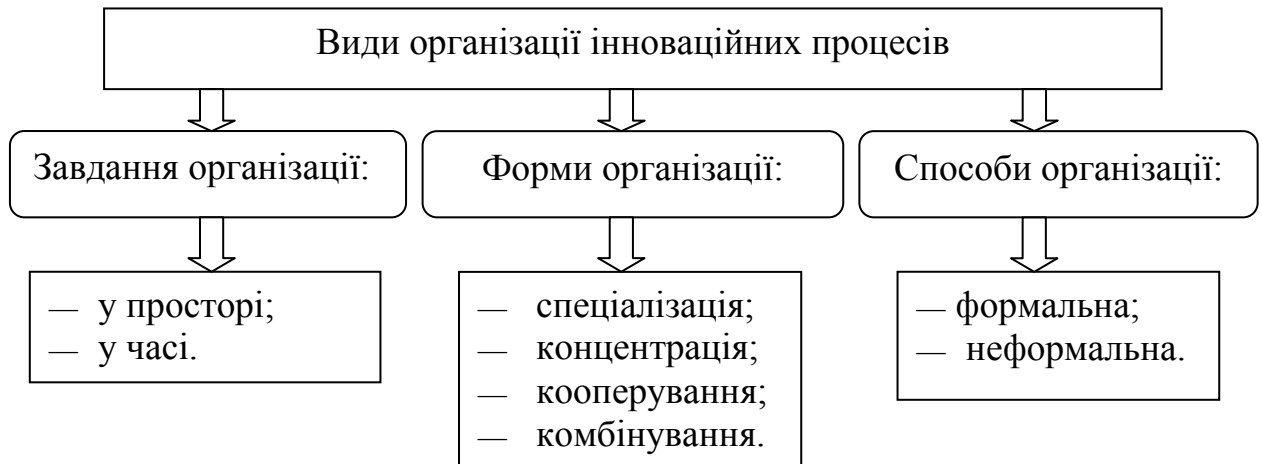 Види організації інноваційних процесів
Завдання організації:
Форми організації:
Способи організації:
— у просторі;
— у часі.
— спеціалізація;
— концентрація;
— кооперування;
— комбінування.
— формальна;
— неформальна.